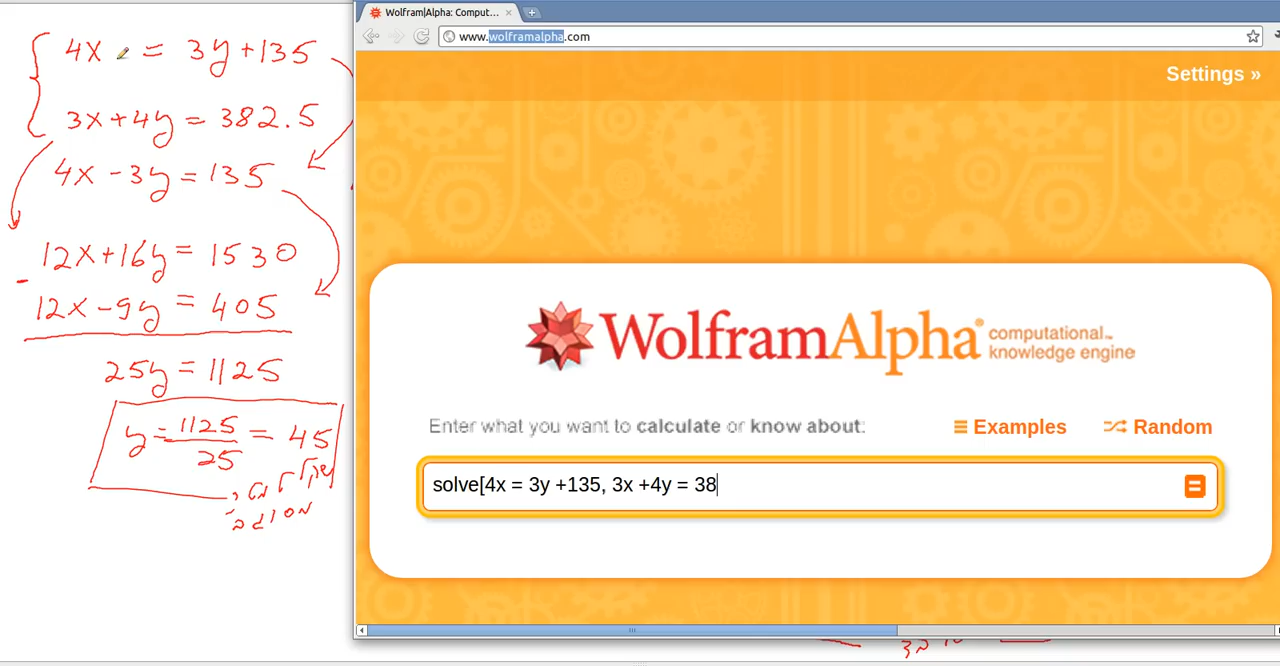 4x = 3y+135
3x+4y = 382.5
4x -3y = 135
12x+16y = 1530
-
12x-9y = 405
25y = 1125
y = 1125/25 = 45
Wolfram|Alpha: Comput...
www.wolframalpha.com
Settings »
WolframAlpha® computational™
knowledge engine
Enter what you want to calculate or know about:
Examples
Random
solve[4x = 3y +135, 3x +4y = 38
=